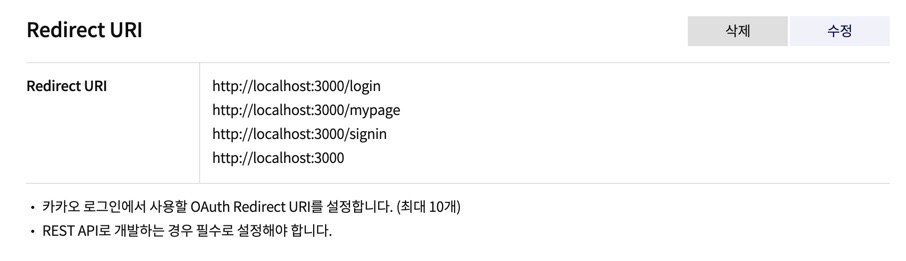 Redirect URI
삭제
수정
Redirect URI
http://localhost:3000/login
http://localhost:3000/mypage
http://localhost:3000/signin
http://localhost:3000
• 카카오 로그인에서 사용할 OAuth Redirect URI를 설정합니다. (최대 10개)
• REST API로 개발하는 경우 필수로 설정해야 합니다.